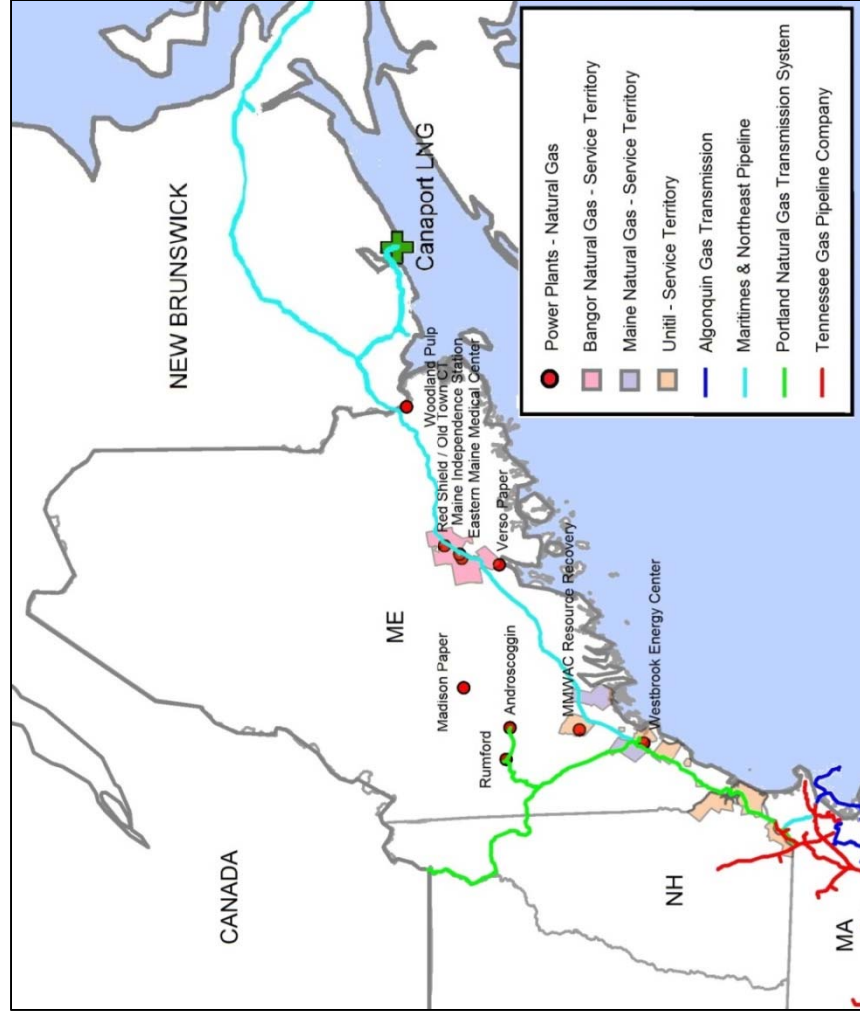 NEW BRUNSWICK
CANADA
ME
NH
MA
Canaport LNG
Woodland Pulp
Red Shield / Old Town CT
Maine Independence Station
Eastern Maine Medical Center
Verso Paper
Madison Paper
Androscoggin
Rumford
MMWAC Resource Recovery
Westbrook Energy Center
Power Plants - Natural Gas
Bangor Natural Gas - Service Territory
Maine Natural Gas - Service Territory
Unitil - Service Territory
Algonquin Gas Transmission
Maritimes & Northeast Pipeline
Portland Natural Gas Transmission System
Tennessee Gas Pipeline Company